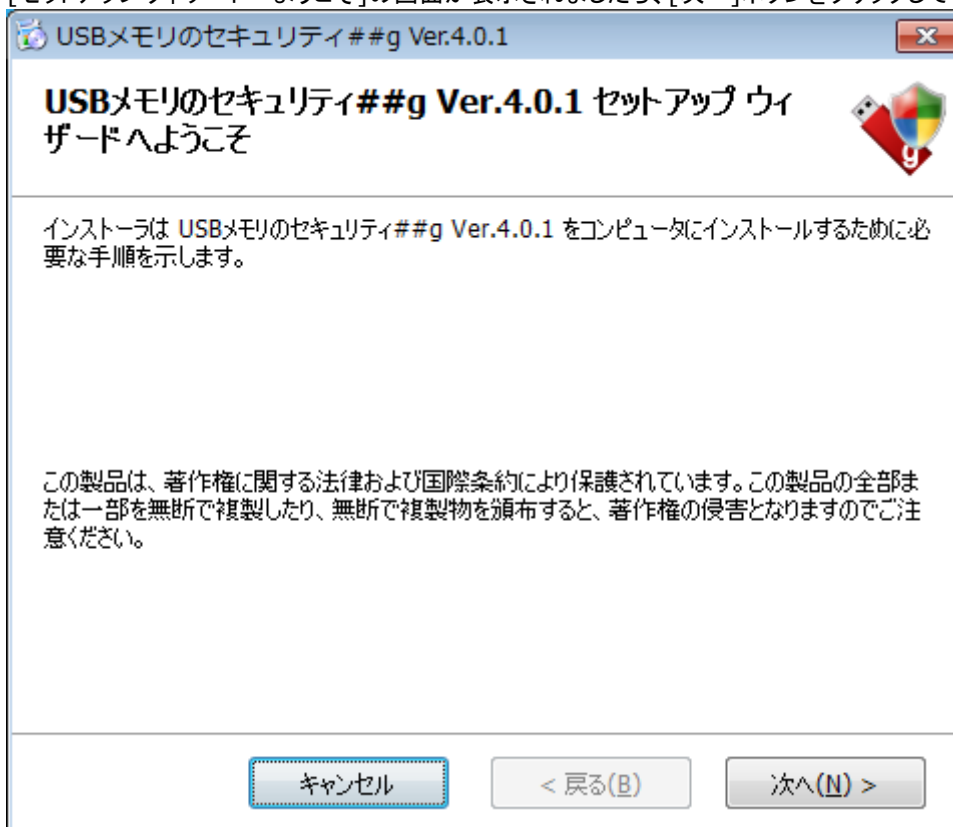 USBメモリのセキュリティ##g Ver.4.0.1
USBメモリのセキュリティ##g Ver.4.0.1 セットアップ ウィ
ザードへようこそ
g
インストーラは USBメモリのセキュリティ##g Ver.4.0.1 をコンピュータにインストールするために必
要な手順を示します。
この製品は、著作権に関する法律および国際条約により保護されています。この製品の全部ま
たは一部を無断で複製したり、無断で複製物を頒布すると、著作権の侵害となりますのでご注
意ください。
キャンセル
< 戻る(B)
次へ(N) >